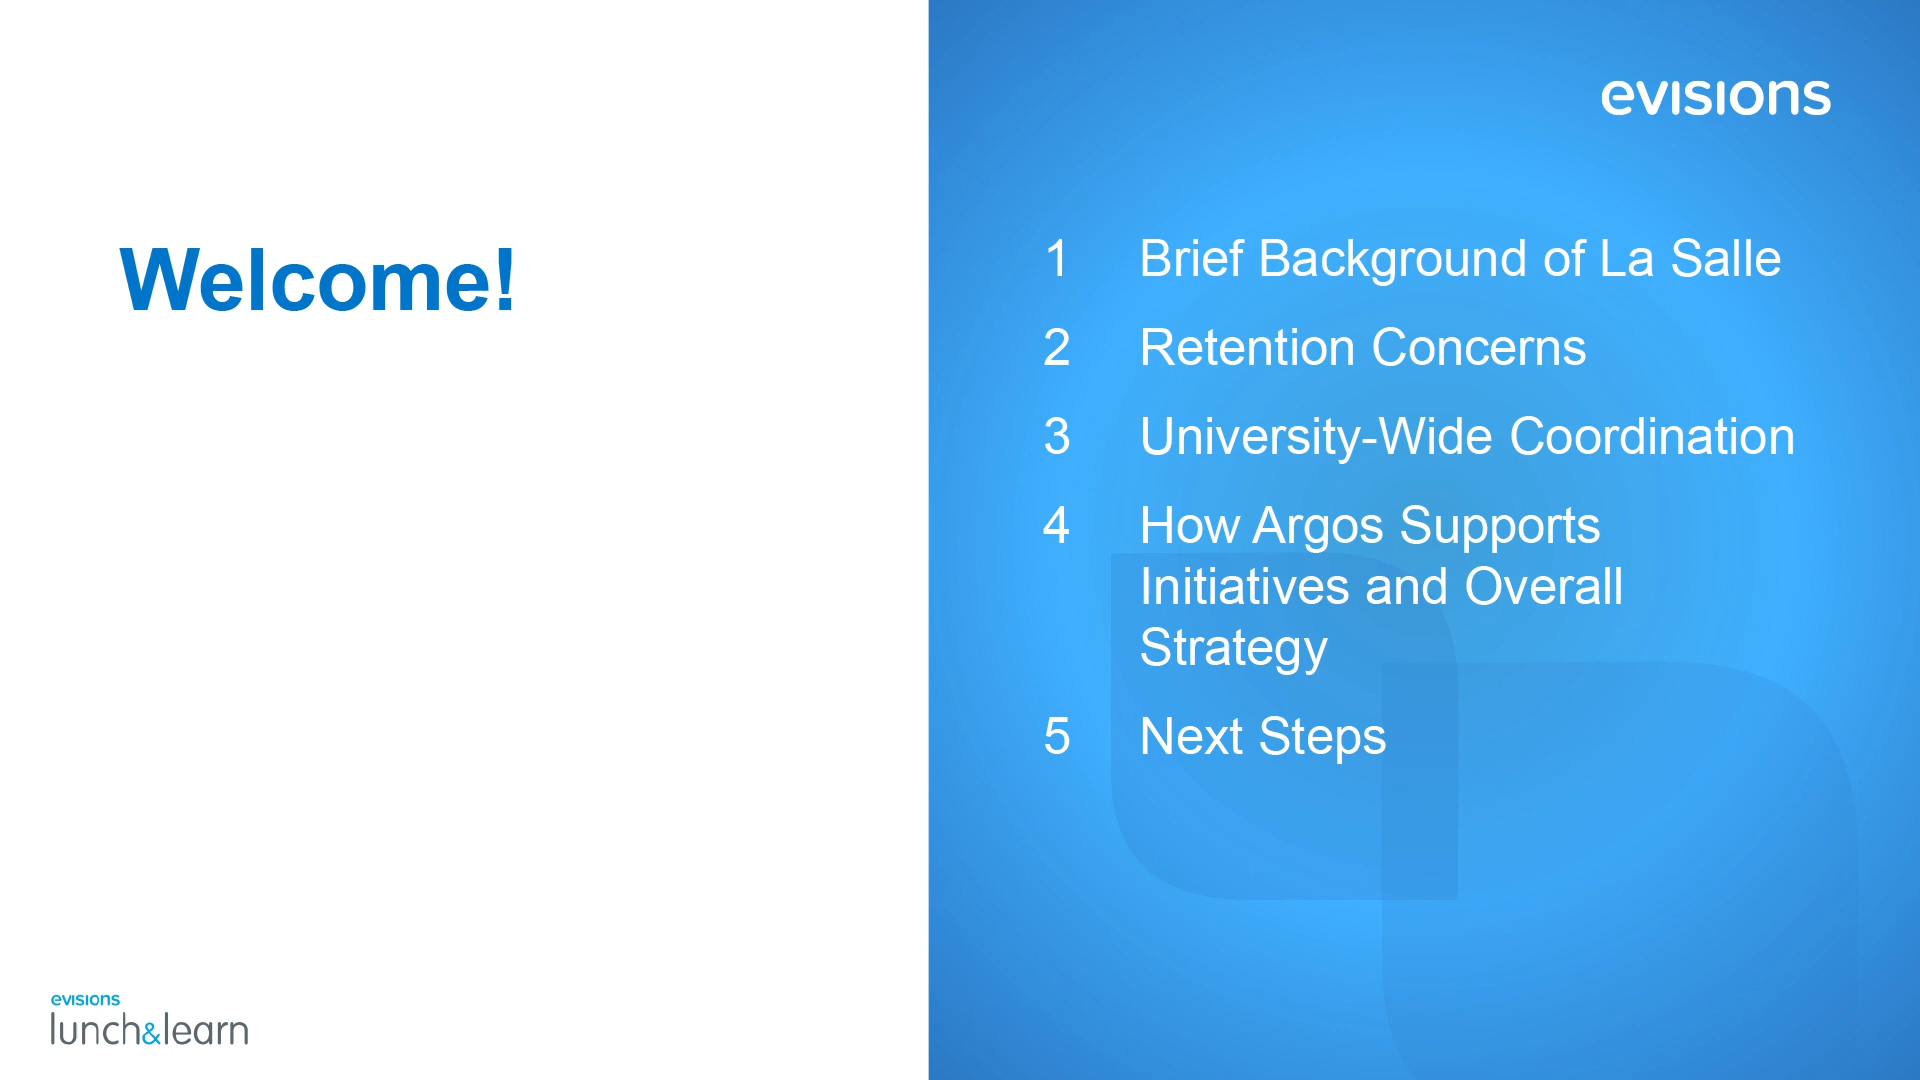 evisions
Welcome!
1 Brief Background of La Salle
2 Retention Concerns
3 University-Wide Coordination
4 How Argos Supports
Initiatives and Overall
Strategy
5 Next Steps
evisions
lunch&learn